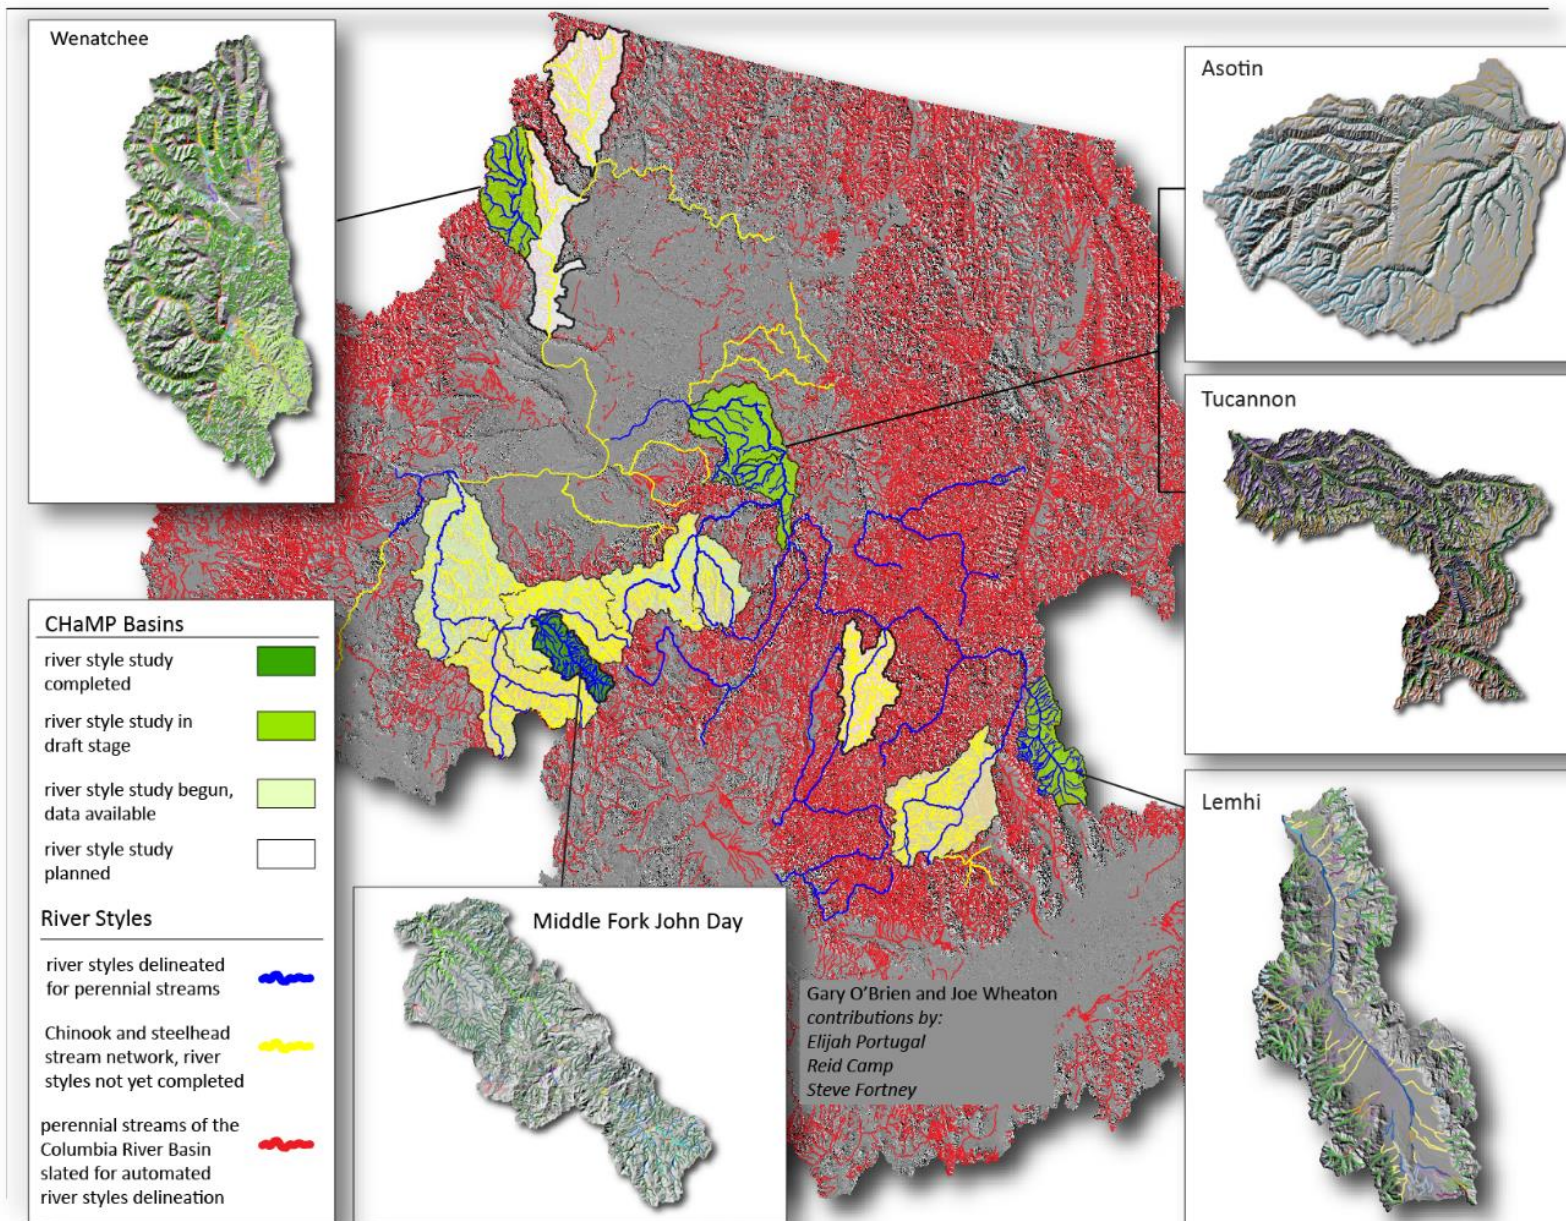 Wenatchee
Asotin
Tucannon
Lemhi
CHaMP Basins
river style study
completed
river style study in
draft stage
river style study begun,
data available
river style study
planned
River Styles
river styles delineated
for perennial streams
Chinook and steelhead
stream network, river
styles not yet completed
perennial streams of the
Columbia River Basin
slated for automated
river styles delineation
Middle Fork John Day
Gary O’Brien and Joe Wheaton
contributions by:
Elijah Portugal
Reid Camp
Steve Fortney